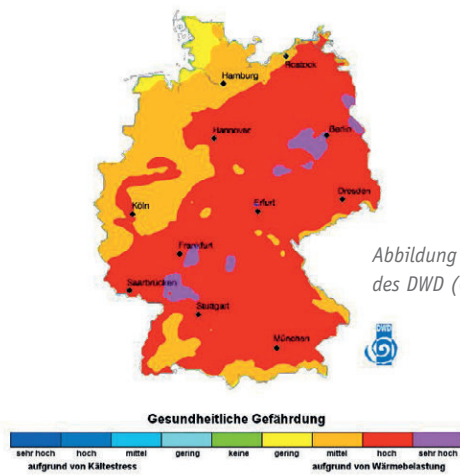 Hamburg
Rostock
Hannover
Berlin
Köln
Erfurt
Dresden
Frankfurt
Saarbrücken
Stuttgart
München
Abbildung
des DWD (
DWD
Gesundheitliche Gefährdung
sehr hoch hoch mittel gering keine gering mittel hoch sehr hoch
aufgrund von Kältestress aufgrund von Wärmebelastung